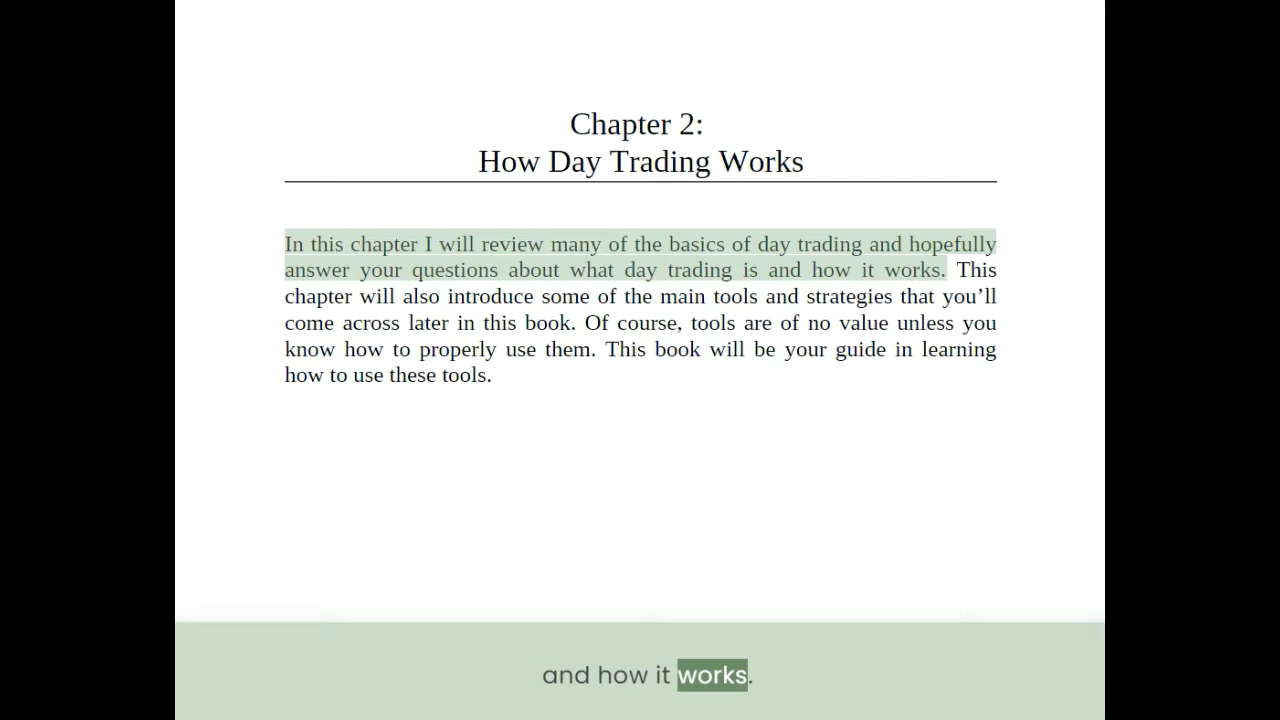 Chapter 2:
How Day Trading Works
In this chapter I will review many of the basics of day trading and hopefully
answer your questions about what day trading is and how it works. This
chapter will also introduce some of the main tools and strategies that you’ll
come across later in this book. Of course, tools are of no value unless you
know how to properly use them. This book will be your guide in learning
how to use these tools.
and how it works.